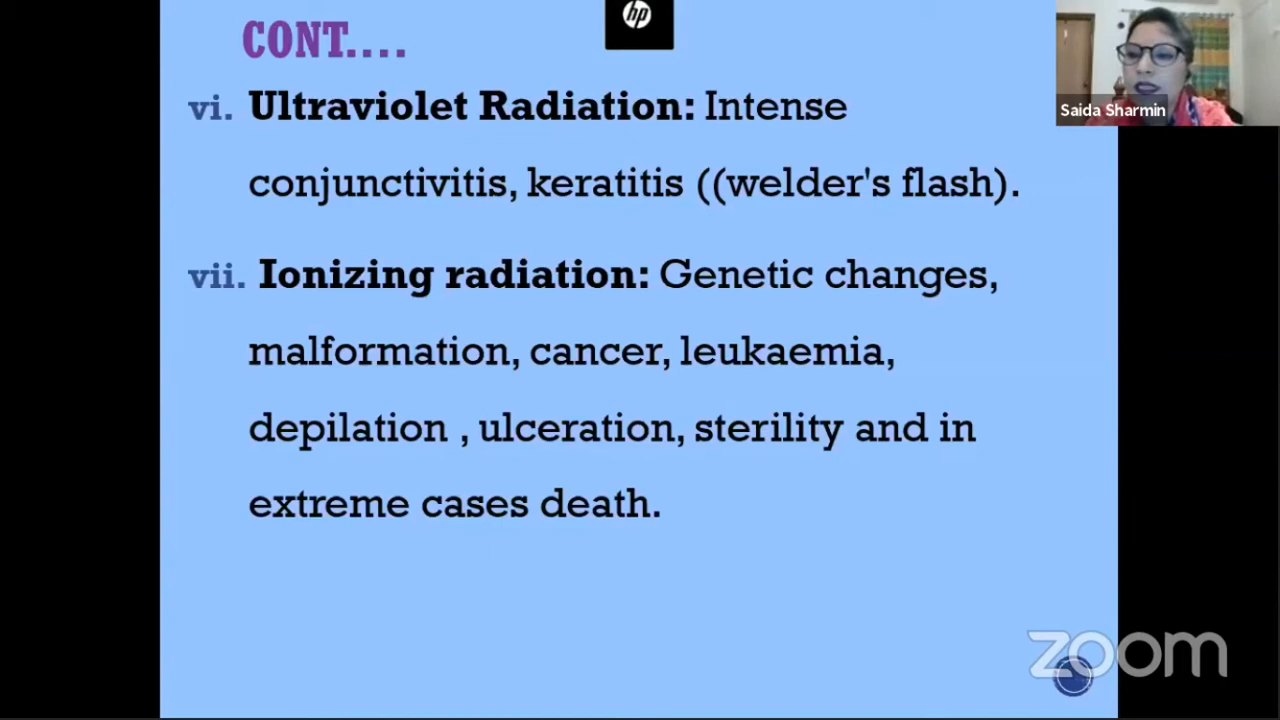 hp
CONT....
Saida Sharmin
vi. Ultraviolet Radiation: Intense
conjunctivitis, keratitis ((welder's flash).
vii. Ionizing radiation: Genetic changes,
malformation, cancer, leukaemia,
depilation , ulceration, sterility and in
extreme cases death.
zoom